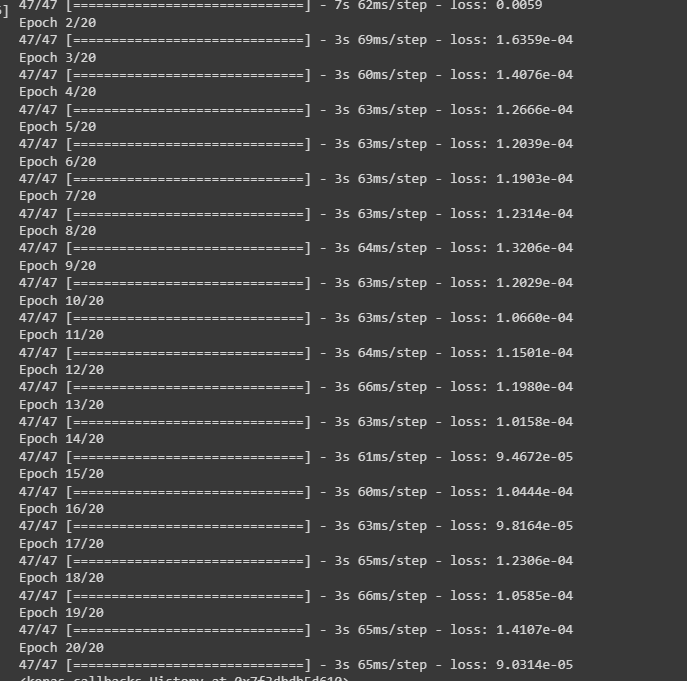 47/47 [==============================] - 7s 62ms/step - loss: 0.0059
Epoch 2/20
47/47 [==============================] - 3s 69ms/step - loss: 1.6359e-04
Epoch 3/20
47/47 [==============================] - 3s 60ms/step - loss: 1.4076e-04
Epoch 4/20
47/47 [==============================] - 3s 63ms/step - loss: 1.2666e-04
Epoch 5/20
47/47 [==============================] - 3s 63ms/step - loss: 1.2039e-04
Epoch 6/20
47/47 [==============================] - 3s 63ms/step - loss: 1.1903e-04
Epoch 7/20
47/47 [==============================] - 3s 63ms/step - loss: 1.2314e-04
Epoch 8/20
47/47 [==============================] - 3s 64ms/step - loss: 1.3206e-04
Epoch 9/20
47/47 [==============================] - 3s 63ms/step - loss: 1.2029e-04
Epoch 10/20
47/47 [==============================] - 3s 63ms/step - loss: 1.0660e-04
Epoch 11/20
47/47 [==============================] - 3s 64ms/step - loss: 1.1501e-04
Epoch 12/20
47/47 [==============================] - 3s 66ms/step - loss: 1.1980e-04
Epoch 13/20
47/47 [==============================] - 3s 63ms/step - loss: 1.0158e-04
Epoch 14/20
47/47 [==============================] - 3s 61ms/step - loss: 9.4672e-05
Epoch 15/20
47/47 [==============================] - 3s 60ms/step - loss: 1.0444e-04
Epoch 16/20
47/47 [==============================] - 3s 63ms/step - loss: 9.8164e-05
Epoch 17/20
47/47 [==============================] - 3s 65ms/step - loss: 1.2306e-04
Epoch 18/20
47/47 [==============================] - 3s 66ms/step - loss: 1.0585e-04
Epoch 19/20
47/47 [==============================] - 3s 65ms/step - loss: 1.4107e-04
Epoch 20/20
47/47 [==============================] - 3s 65ms/step - loss: 9.0314e-05
<keras.callbacks.History at